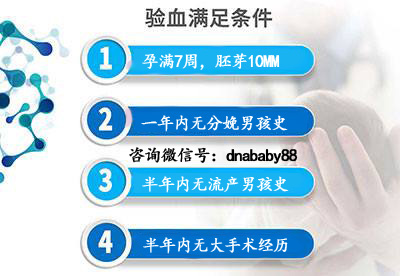 验血满足条件
1 孕满7周，胚芽10MM
2 一年内无分娩男孩史
咨询微信号：dnababy88
3 半年内无流产男孩史
4 半年内无大手术经历